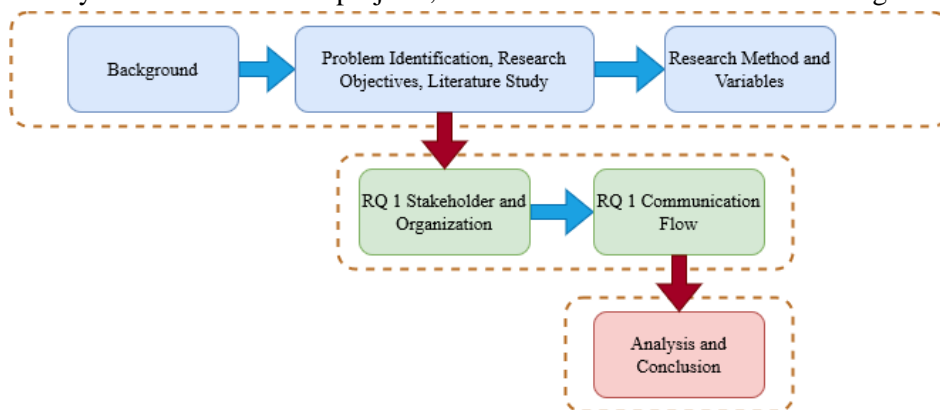 Background
Problem Identification, Research
Objectives, Literature Study
Research Method and
Variables
RQ 1 Stakeholder and
Organization
RQ 1 Communication
Flow
Analysis and
Conclusion